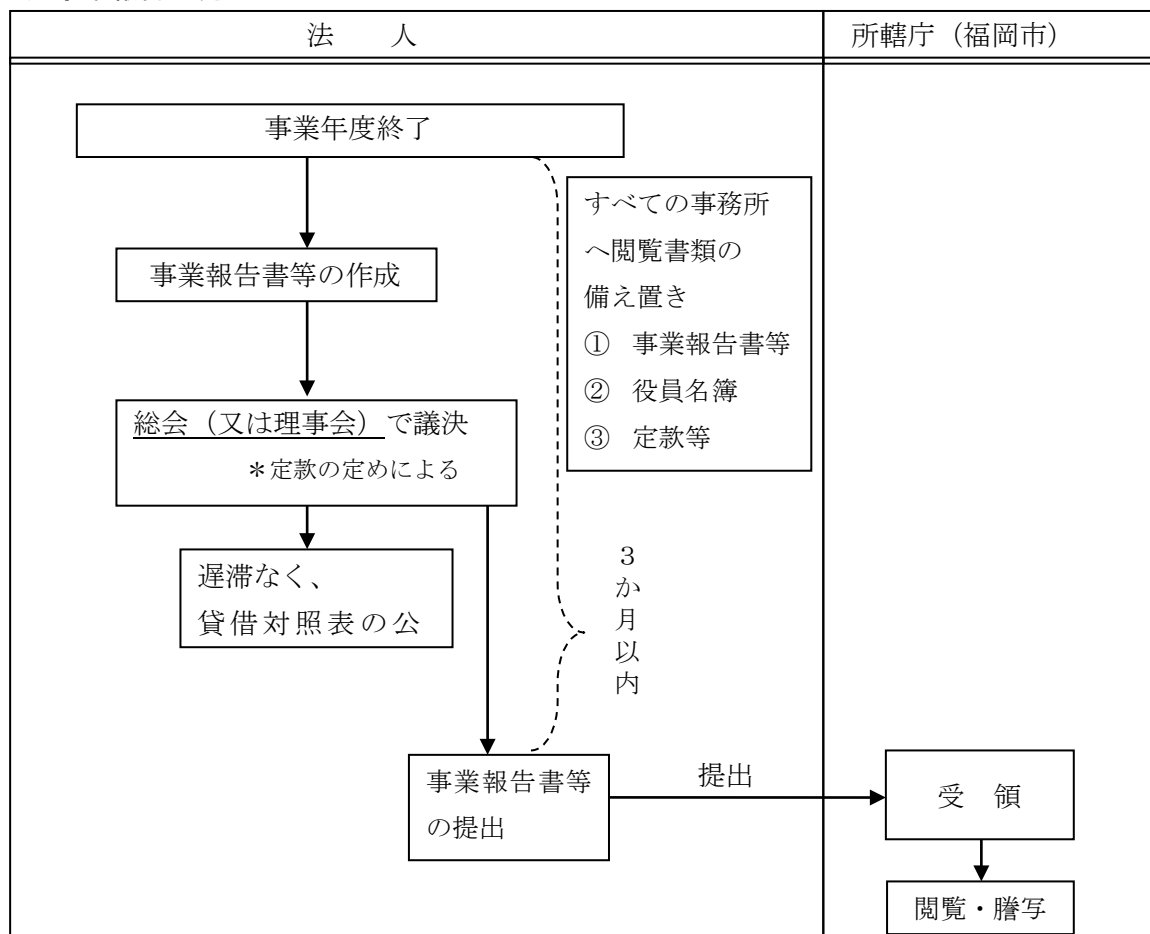 法　　人
所轄庁（福岡市）
事業年度終了
すべての事務所
へ閲覧書類の
備え置き
①　事業報告書等
②　役員名簿
③　定款等
事業報告書等の作成
総会（又は理事会）で議決
＊定款の定めによる
遅滞なく、
貸借対照表の公
３か月以内
事業報告書等
の提出
提出
受　領
閲覧・謄写